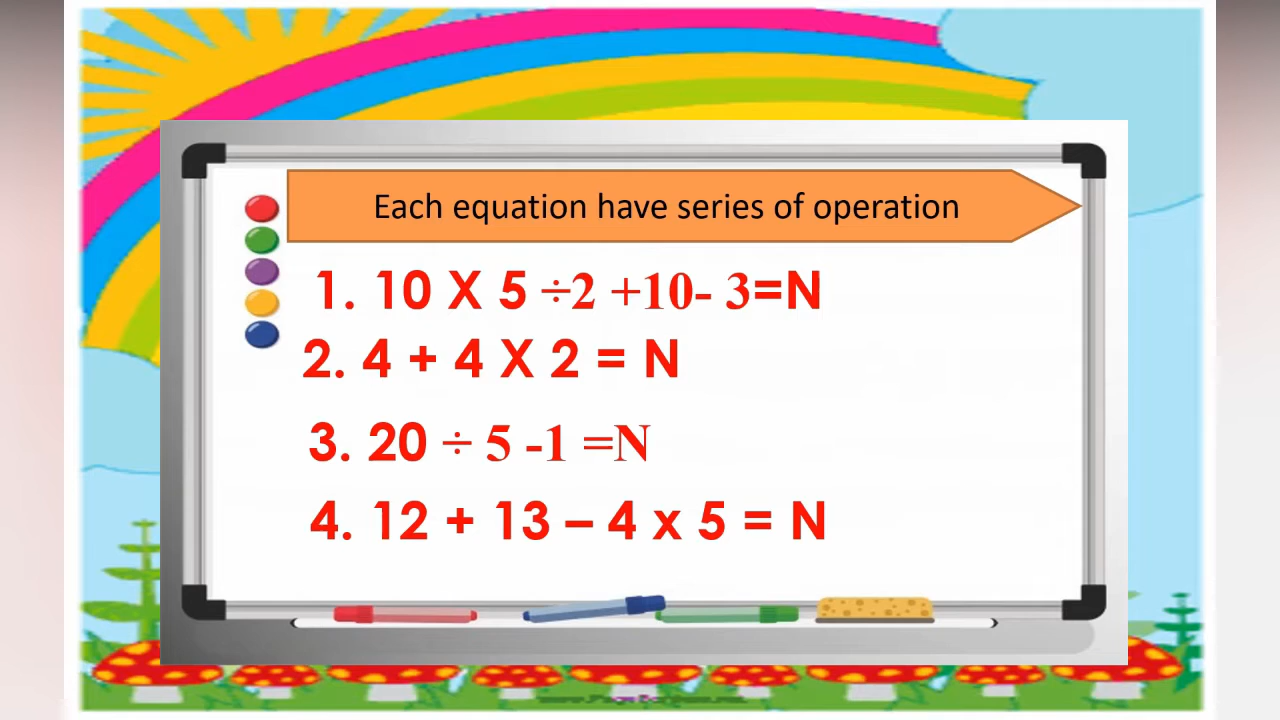 Each equation have series of operation
1. 10 X 5 ÷2 +10- 3=N
2. 4 + 4 X 2 = N
3. 20 ÷ 5 -1 =N
4. 12 + 13 – 4 x 5 = N